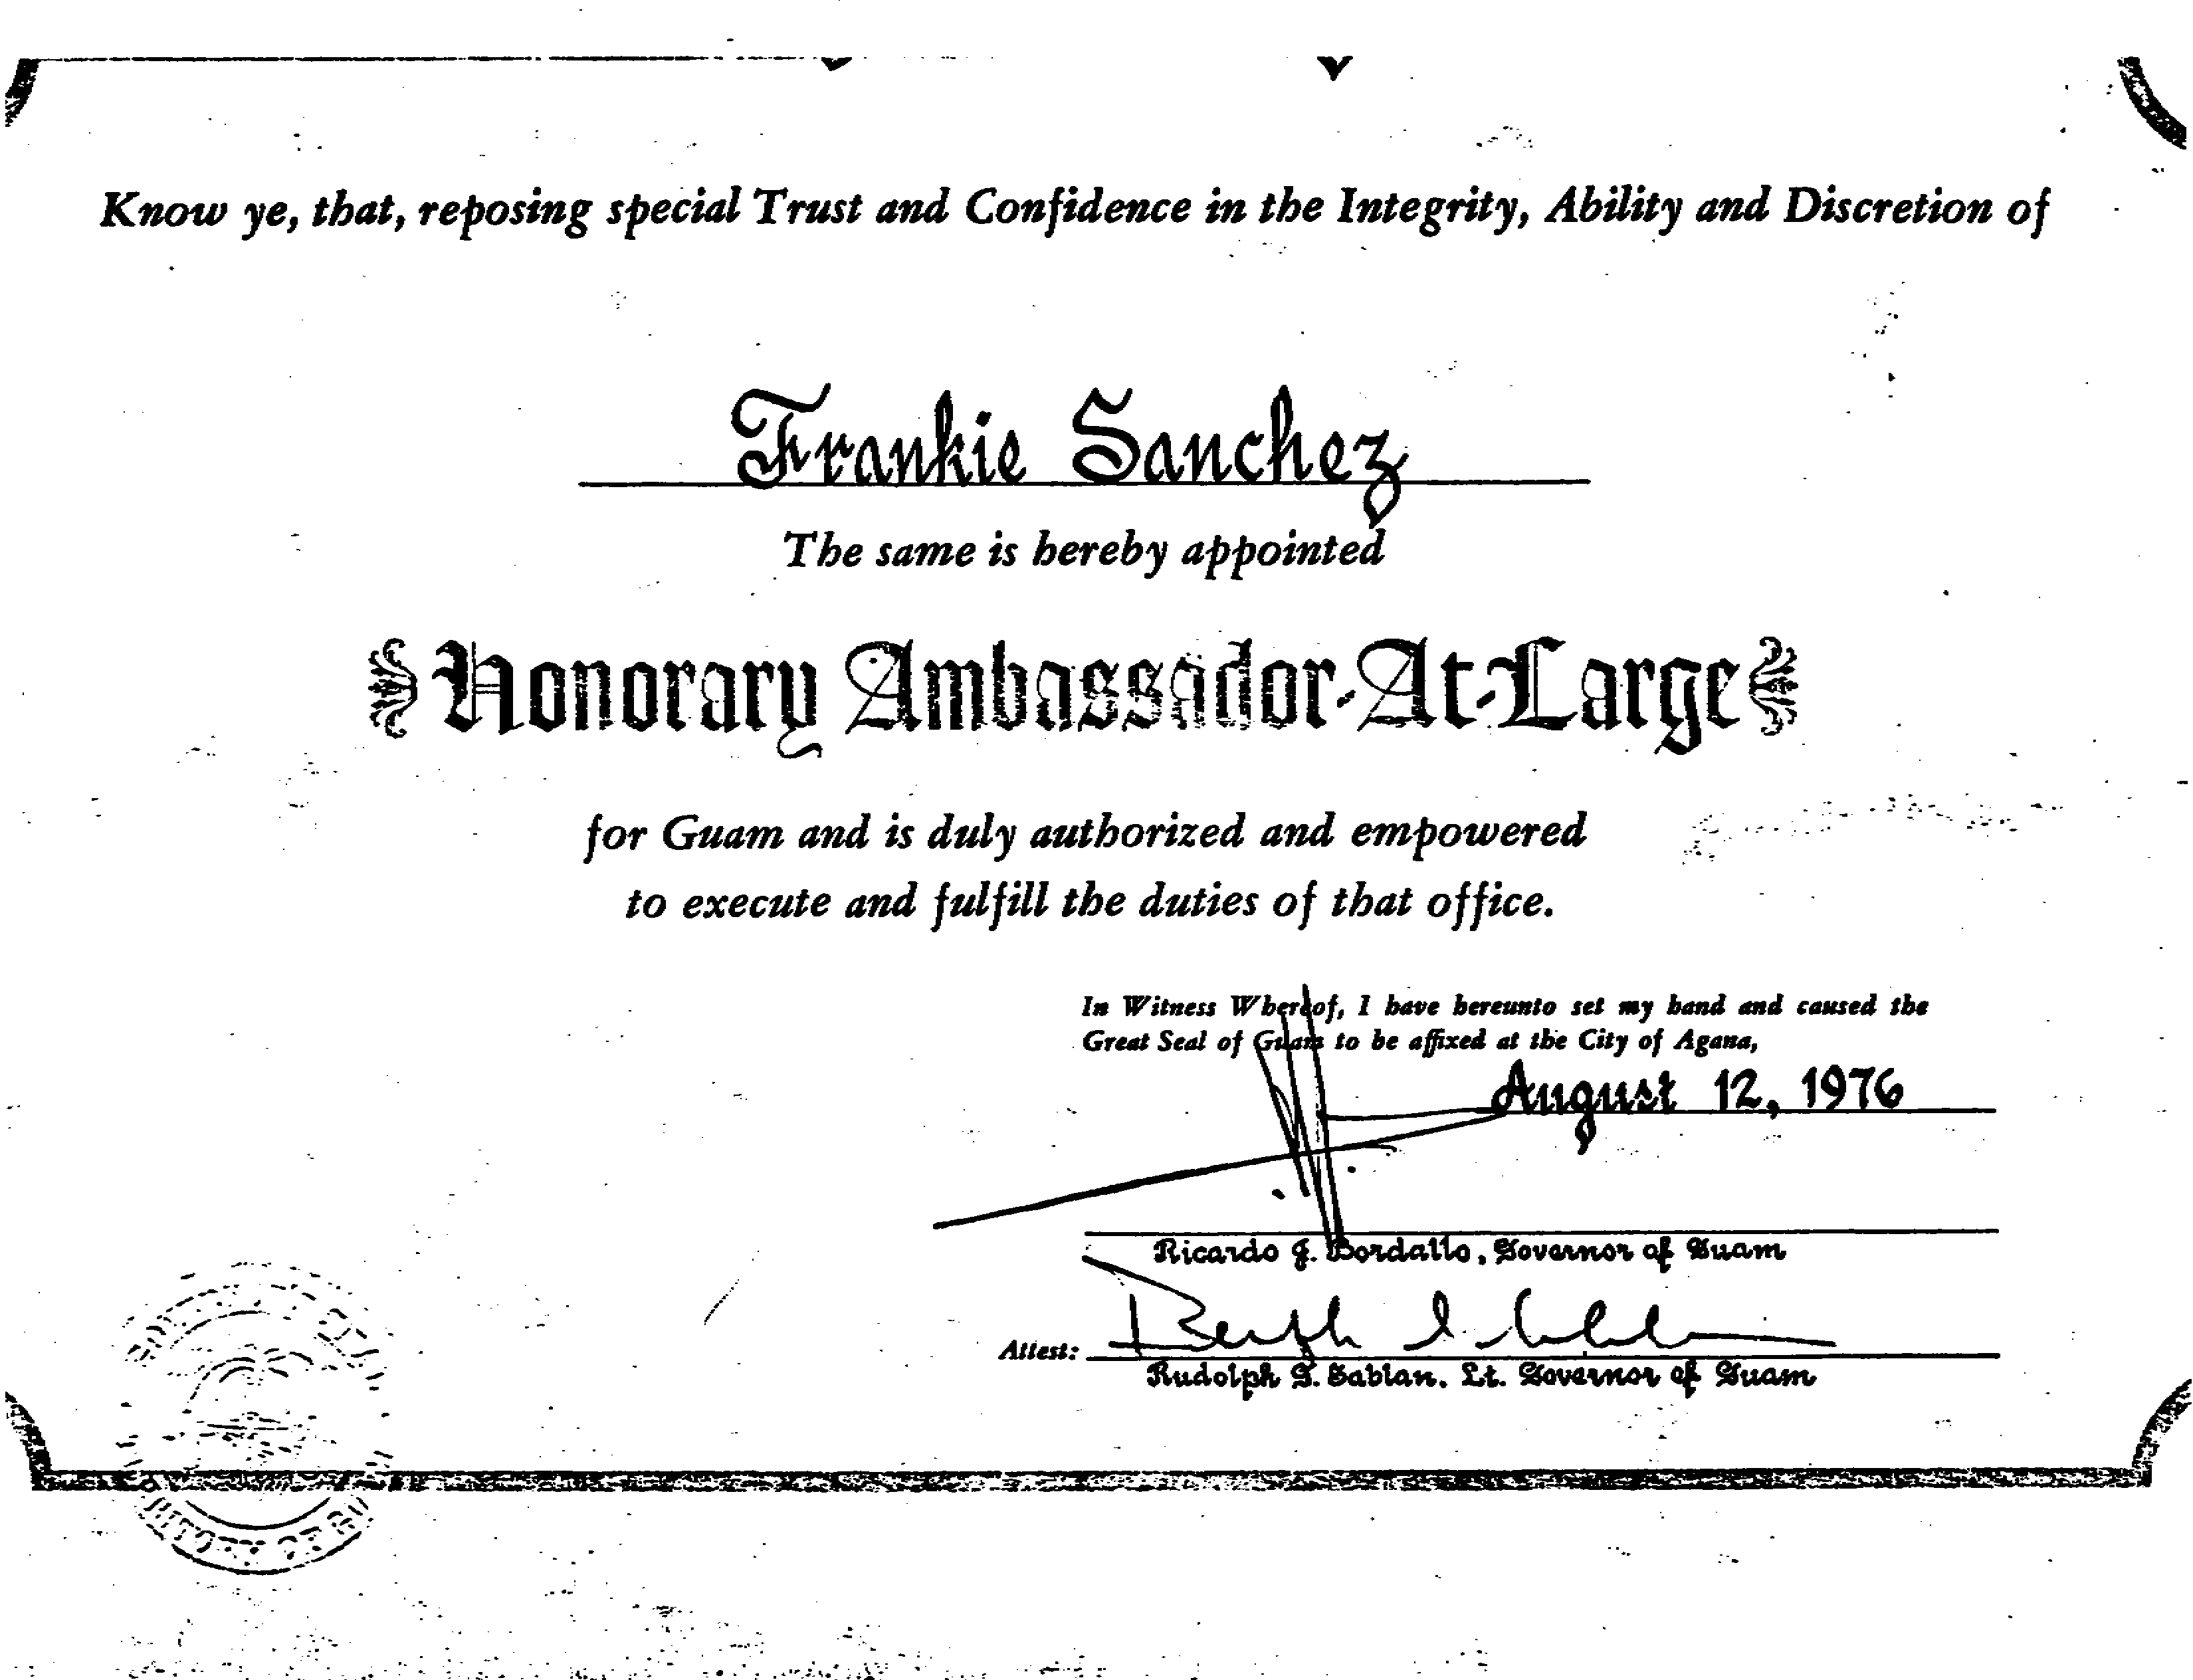 Know ye, that, reposing special Trust and Confidence in the Integrity, Ability and Discretion of
Frankie Sanchez
The same is hereby appointed
Honorary Ambassador-At-Large
for Guam and is duly authorized and empowered
to execute and fulfill the duties of that office.
In Witness Whereof, I have hereunto set my hand and caused the
Great Seal of Guam to be affixed at the City of Agana,
August 12, 1976
Ricardo J. Bordallo, Governor of Guam
Attest:
Rudolph G. Sablan, Lt. Governor of Guam